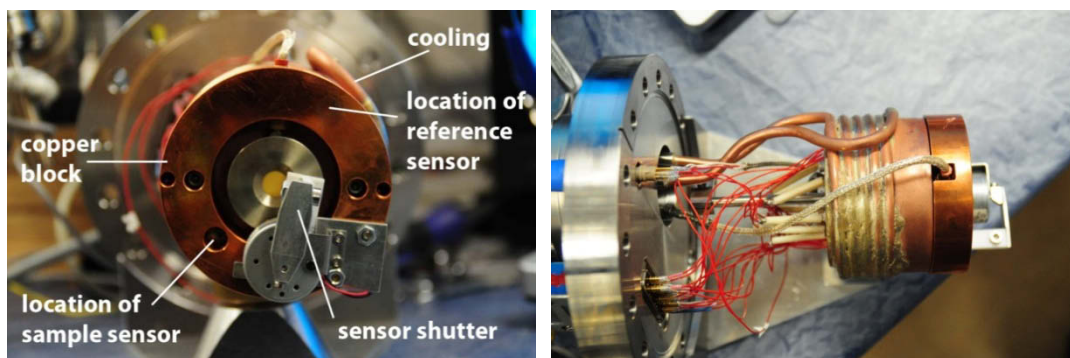 cooling
location of
reference
sensor
copper
block
location of
sample sensor
sensor shutter